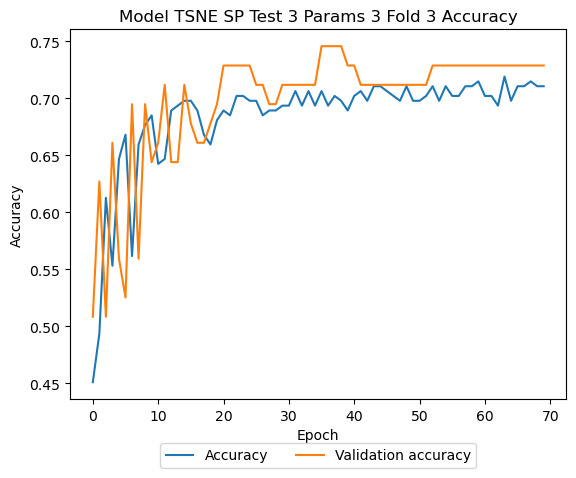 Model TSNE SP Test 3 Params 3 Fold 3 Accuracy
0.75
0.70
0.65
0.60
0.55
0.50
0.45
Accuracy
0 10 20 30 40 50 60 70
Epoch
Accuracy Validation accuracy